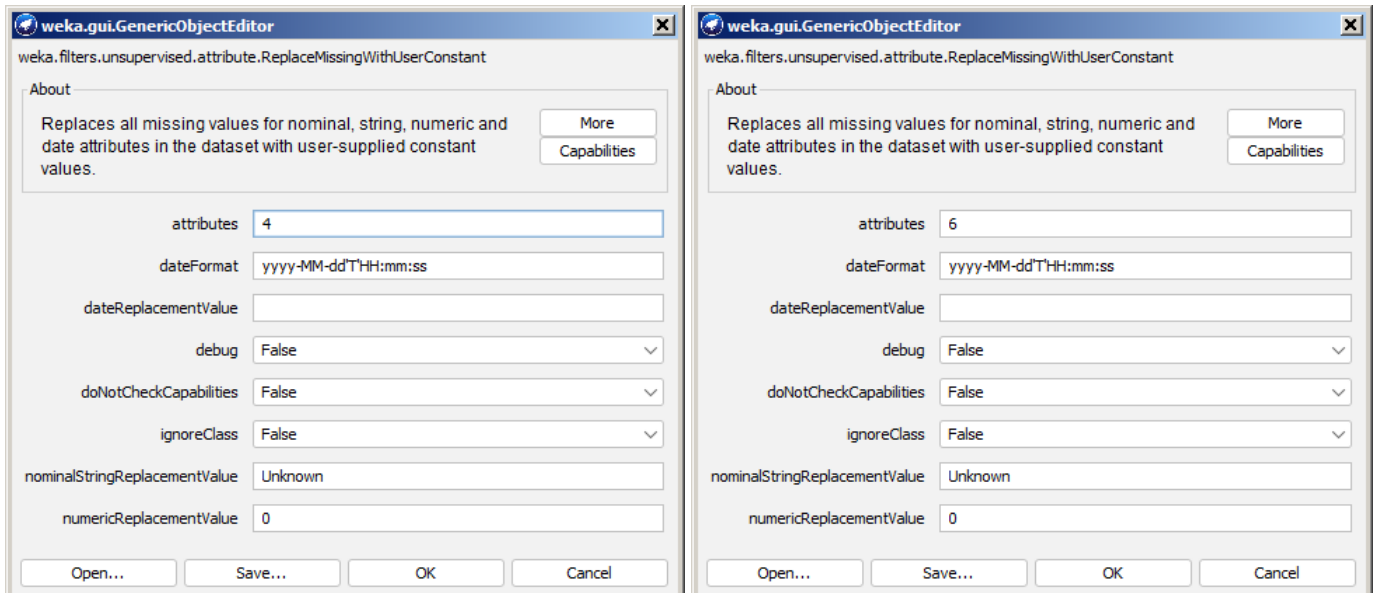 weka.gui.GenericObjectEditor
weka.filters.unsupervised.attribute.ReplaceMissingWithUserConstant
About
Replaces all missing values for nominal, string, numeric and
date attributes in the dataset with user-supplied constant
values.
More
Capabilities
attributes 4
dateFormat yyyy-MM-dd'T'HH:mm:ss
dateReplacementValue
debug False
doNotCheckCapabilities False
ignoreClass False
nominalStringReplacementValue Unknown
numericReplacementValue 0
Open... Save... OK Cancel
weka.gui.GenericObjectEditor
weka.filters.unsupervised.attribute.ReplaceMissingWithUserConstant
About
Replaces all missing values for nominal, string, numeric and
date attributes in the dataset with user-supplied constant
values.
More
Capabilities
attributes 6
dateFormat yyyy-MM-dd'T'HH:mm:ss
dateReplacementValue
debug False
doNotCheckCapabilities False
ignoreClass False
nominalStringReplacementValue Unknown
numericReplacementValue 0
Open... Save... OK Cancel